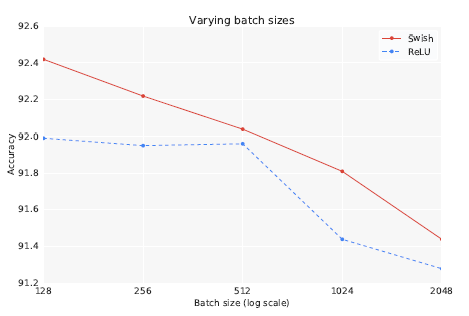 Varying batch sizes
Swish
ReLU
Accuracy
92.6
92.4
92.2
92.0
91.8
91.6
91.4
91.2
128 256 512 1024 2048
Batch size (log scale)